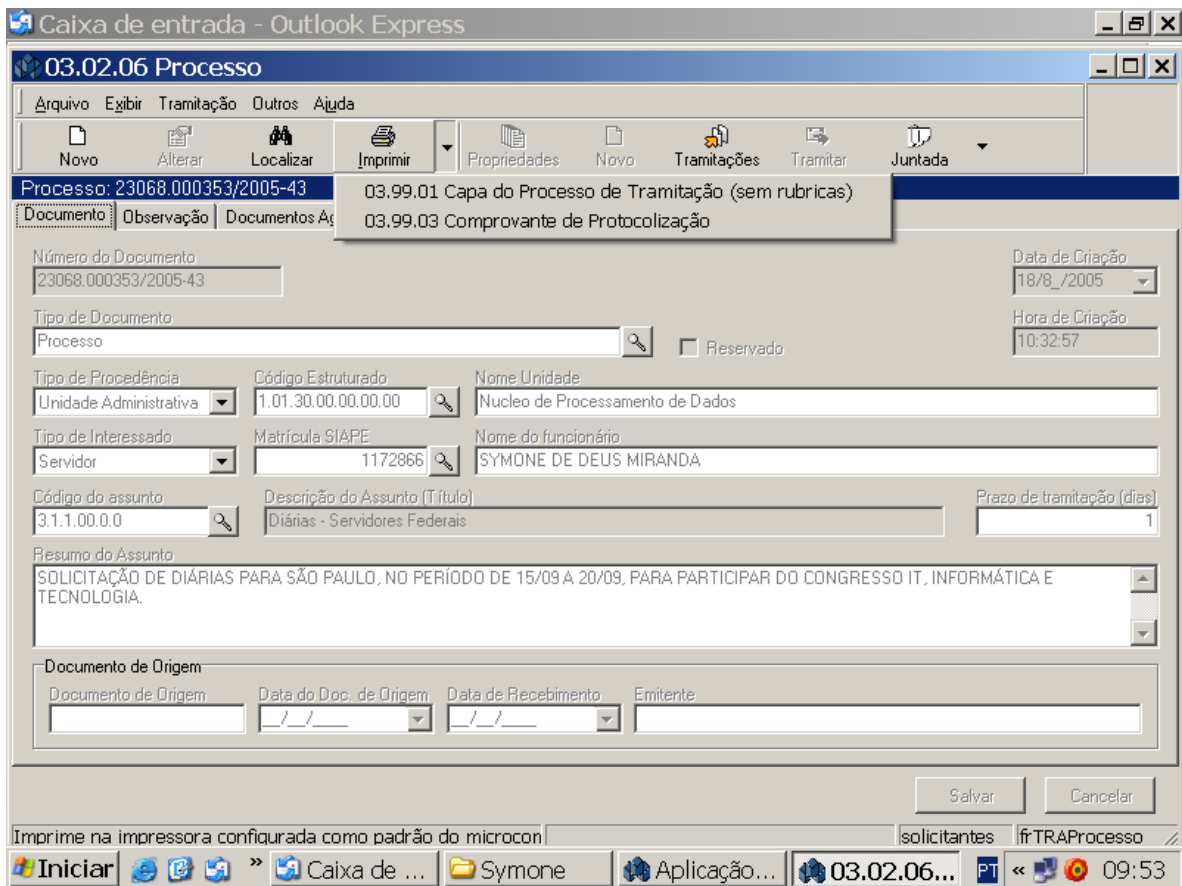 Caixa de entrada - Outlook Express
03.02.06 Processo
Arquivo Exibir Tramitação Outros Ajuda
Novo Alterar Localizar Imprimir Propriedades Novo Tramitações Tramitar Juntada
Processo: 23068.000353/2005-43
03.99.01 Capa do Processo de Tramitação (sem rubricas)
03.99.03 Comprovante de Protocolização
Documento Observação Documentos Ag
Número do Documento Data de Criação
23068.000353/2005-43 18/8_/2005
Tipo de Documento Hora de Criação
Processo Reservado 10:32:57
Tipo de Procedência Código Estruturado Nome Unidade
Unidade Administrativa 1.01.30.00.00.00.00 Nucleo de Processamento de Dados
Tipo de Interessado Matrícula SIAPE Nome do funcionário
Servidor 1172866 SYMONE DE DEUS MIRANDA
Código do assunto Descrição do Assunto (Título) Prazo de tramitação (dias)
3.1.1.00.0.0 Diárias - Servidores Federais 1
Resumo do Assunto
SOLICITAÇÃO DE DIÁRIAS PARA SÃO PAULO, NO PERÍODO DE 15/09 A 20/09, PARA PARTICIPAR DO CONGRESSO IT, INFORMÁTICA E
TECNOLOGIA.
Documento de Origem
Documento de Origem Data do Doc. de Origem Data de Recebimento Emitente
__/__/____ __/__/____
Salvar Cancelar
Imprime na impressora configurada como padrão do microcon solicitantes frTRAProcesso
Iniciar » Caixa de ... Symone Aplicação... 03.02.06... PT « 09:53